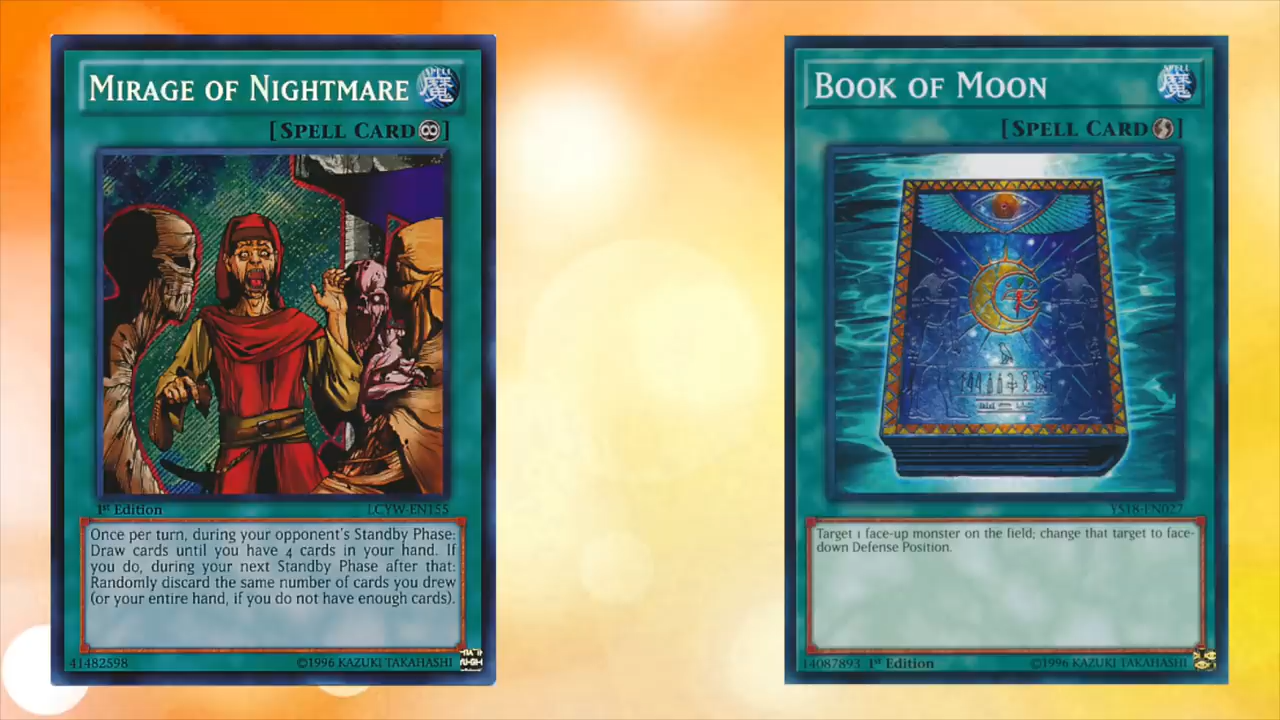 MIRAGE OF NIGHTMARE
SPELL
魔
[SPELL CARD]
1st Edition
LCYW-EN155
Once per turn, during your opponent's Standby Phase:
Draw cards until you have 4 cards in your hand. If
you do, during your next Standby Phase after that:
Randomly discard the same number of cards you drew
(or your entire hand, if you do not have enough cards).
41482598
©1996 KAZUKI TAKAHASHI
BOOK OF MOON
SPELL
魔
[SPELL CARD]
YS18-EN027
Target 1 face-up monster on the field; change that target to face-
down Defense Position.
14087893
1st Edition
©1996 KAZUKI TAKAHASHI